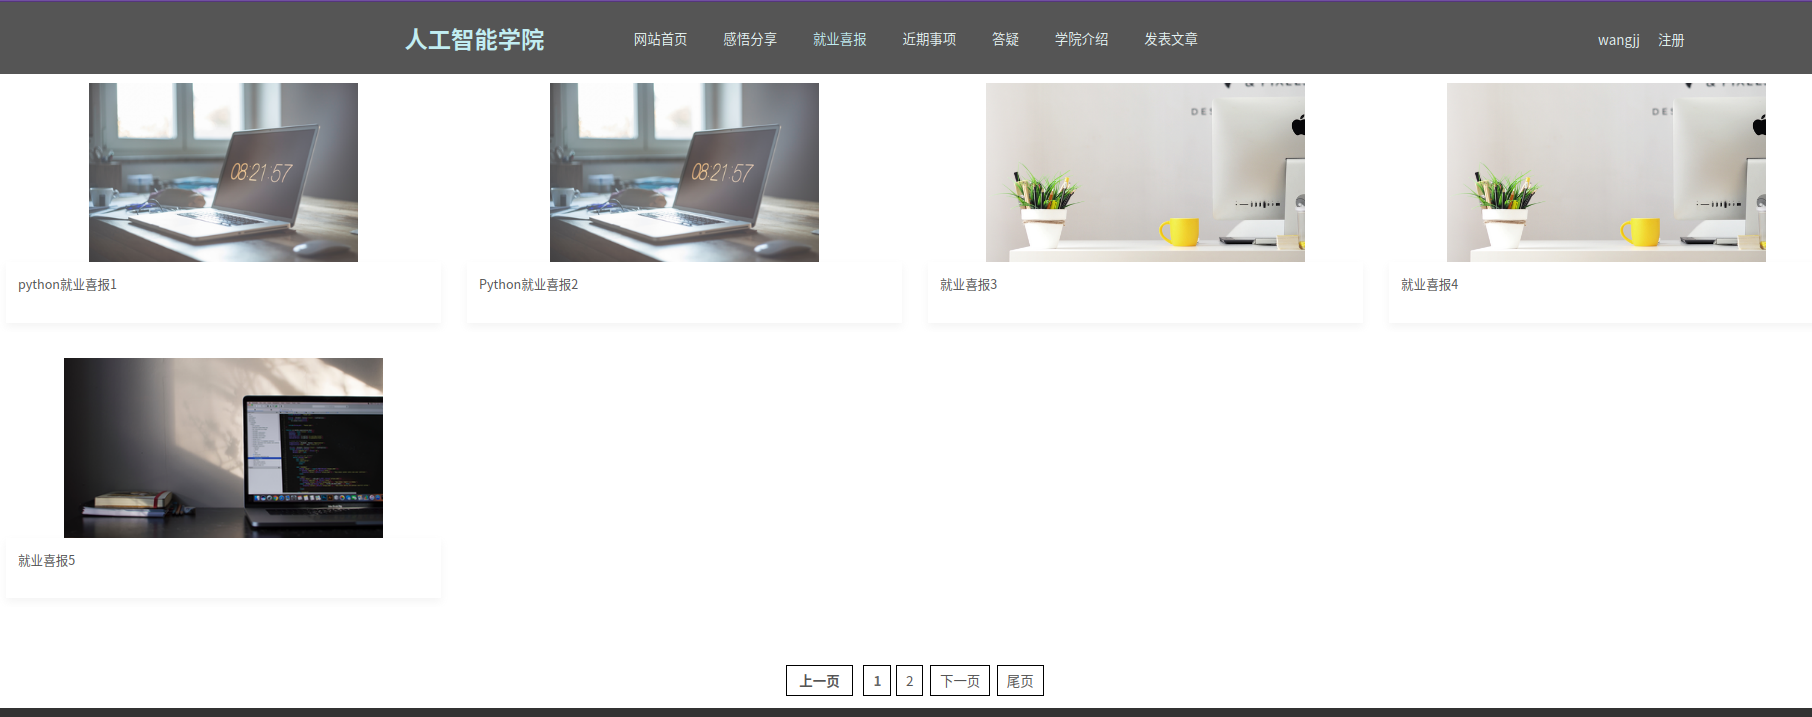 人工智能学院 网站首页 感悟分享 就业喜报 近期事项 答疑 学院介绍 发表文章 wangjj 注册
08:21:57
08:21:57
DES
DES
python就业喜报1
Python就业喜报2
就业喜报3
就业喜报4
就业喜报5
上一页 1 2 下一页 尾页